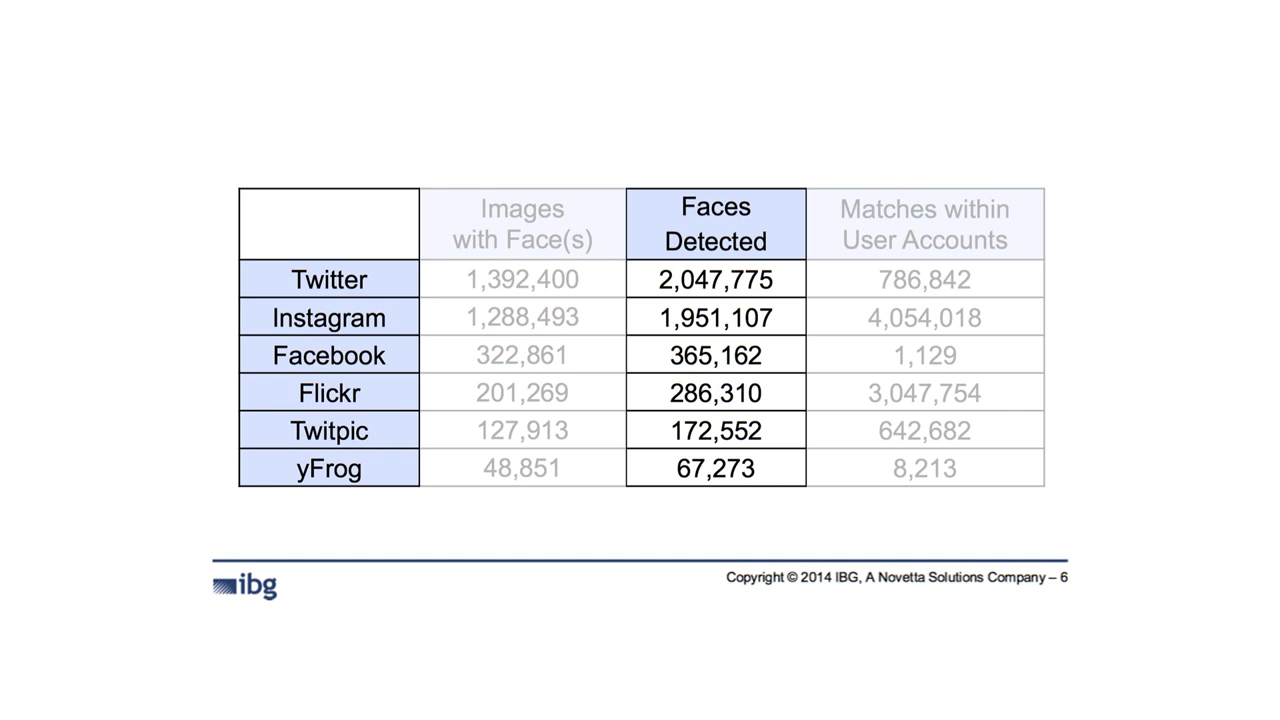 Images with Face(s) Faces Detected Matches within User Accounts
Twitter 1,392,400 2,047,775 786,842
Instagram 1,288,493 1,951,107 4,054,018
Facebook 322,861 365,162 1,129
Flickr 201,269 286,310 3,047,754
Twitpic 127,913 172,552 642,682
yFrog 48,851 67,273 8,213
ibg
Copyright © 2014 IBG, A Novetta Solutions Company – 6